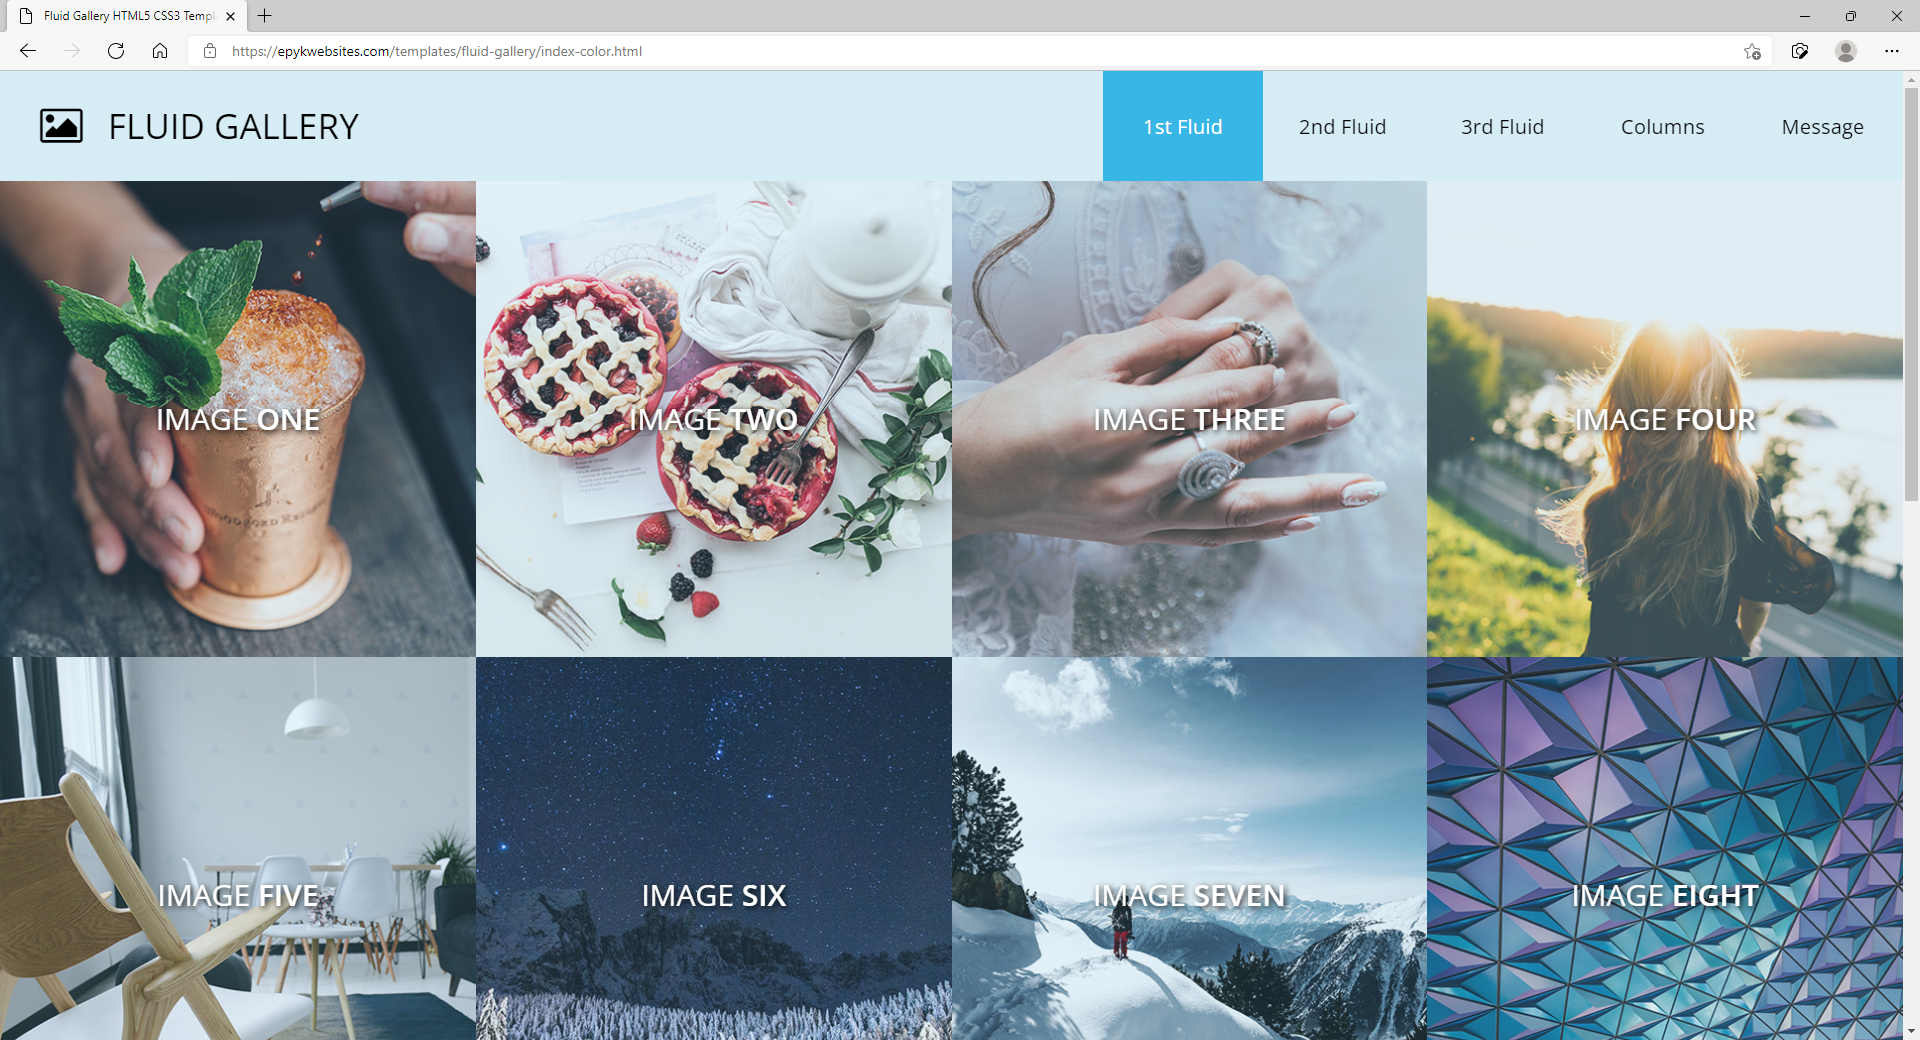 Fluid Gallery HTML5 CSS3 Templ
https://epykwebsites.com/templates/fluid-gallery/index-color.html
FLUID GALLERY
1st Fluid
2nd Fluid
3rd Fluid
Columns
Message
IMAGE ONE
IMAGE TWO
IMAGE THREE
IMAGE FOUR
IMAGE FIVE
IMAGE SIX
IMAGE SEVEN
IMAGE EIGHT